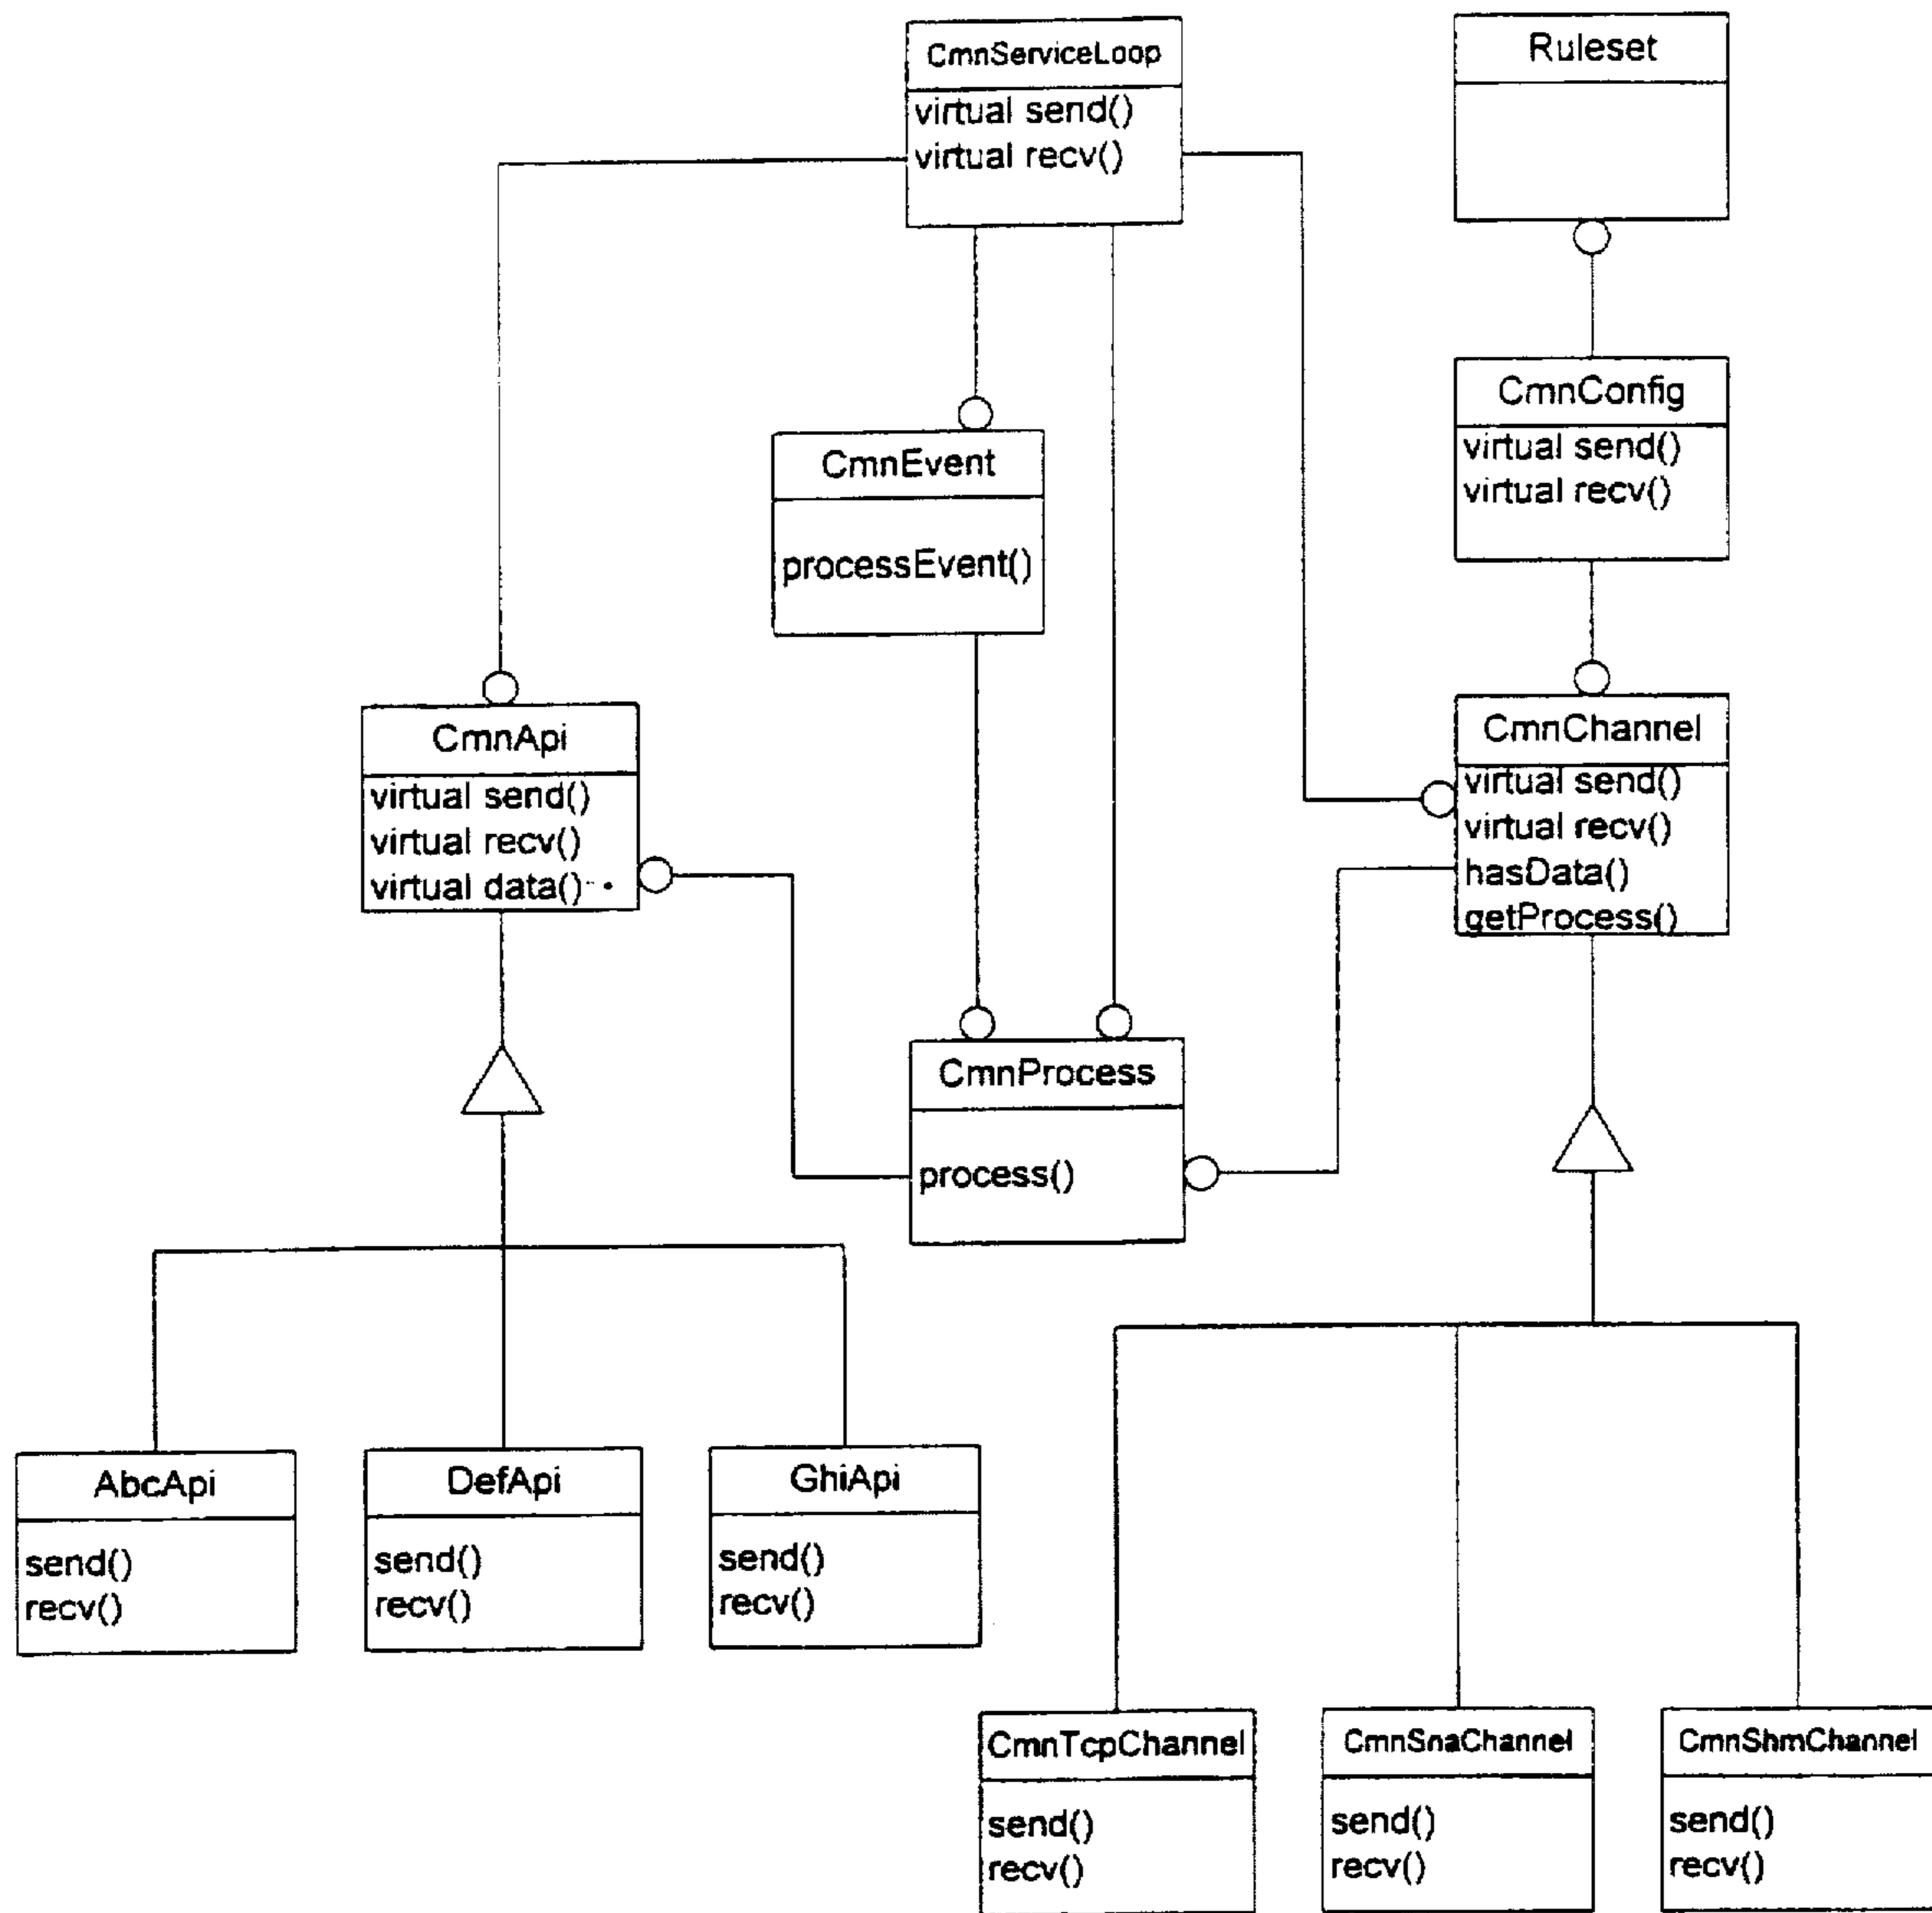 CmnServiceLoop
virtual send()
virtual recv()
Ruleset
CmnConfig
virtual send()
virtual recv()
CmnEvent
processEvent()
CmnApi
virtual send()
virtual recv()
virtual data()
CmnChannel
virtual send()
virtual recv()
hasData()
getProcess()
CmnProcess
process()
AbcApi
send()
recv()
DefApi
send()
recv()
GhiApi
send()
recv()
CmnTcpChannel
send()
recv()
CmnSnaChannel
send()
recv()
CmnShmChannel
send()
recv()